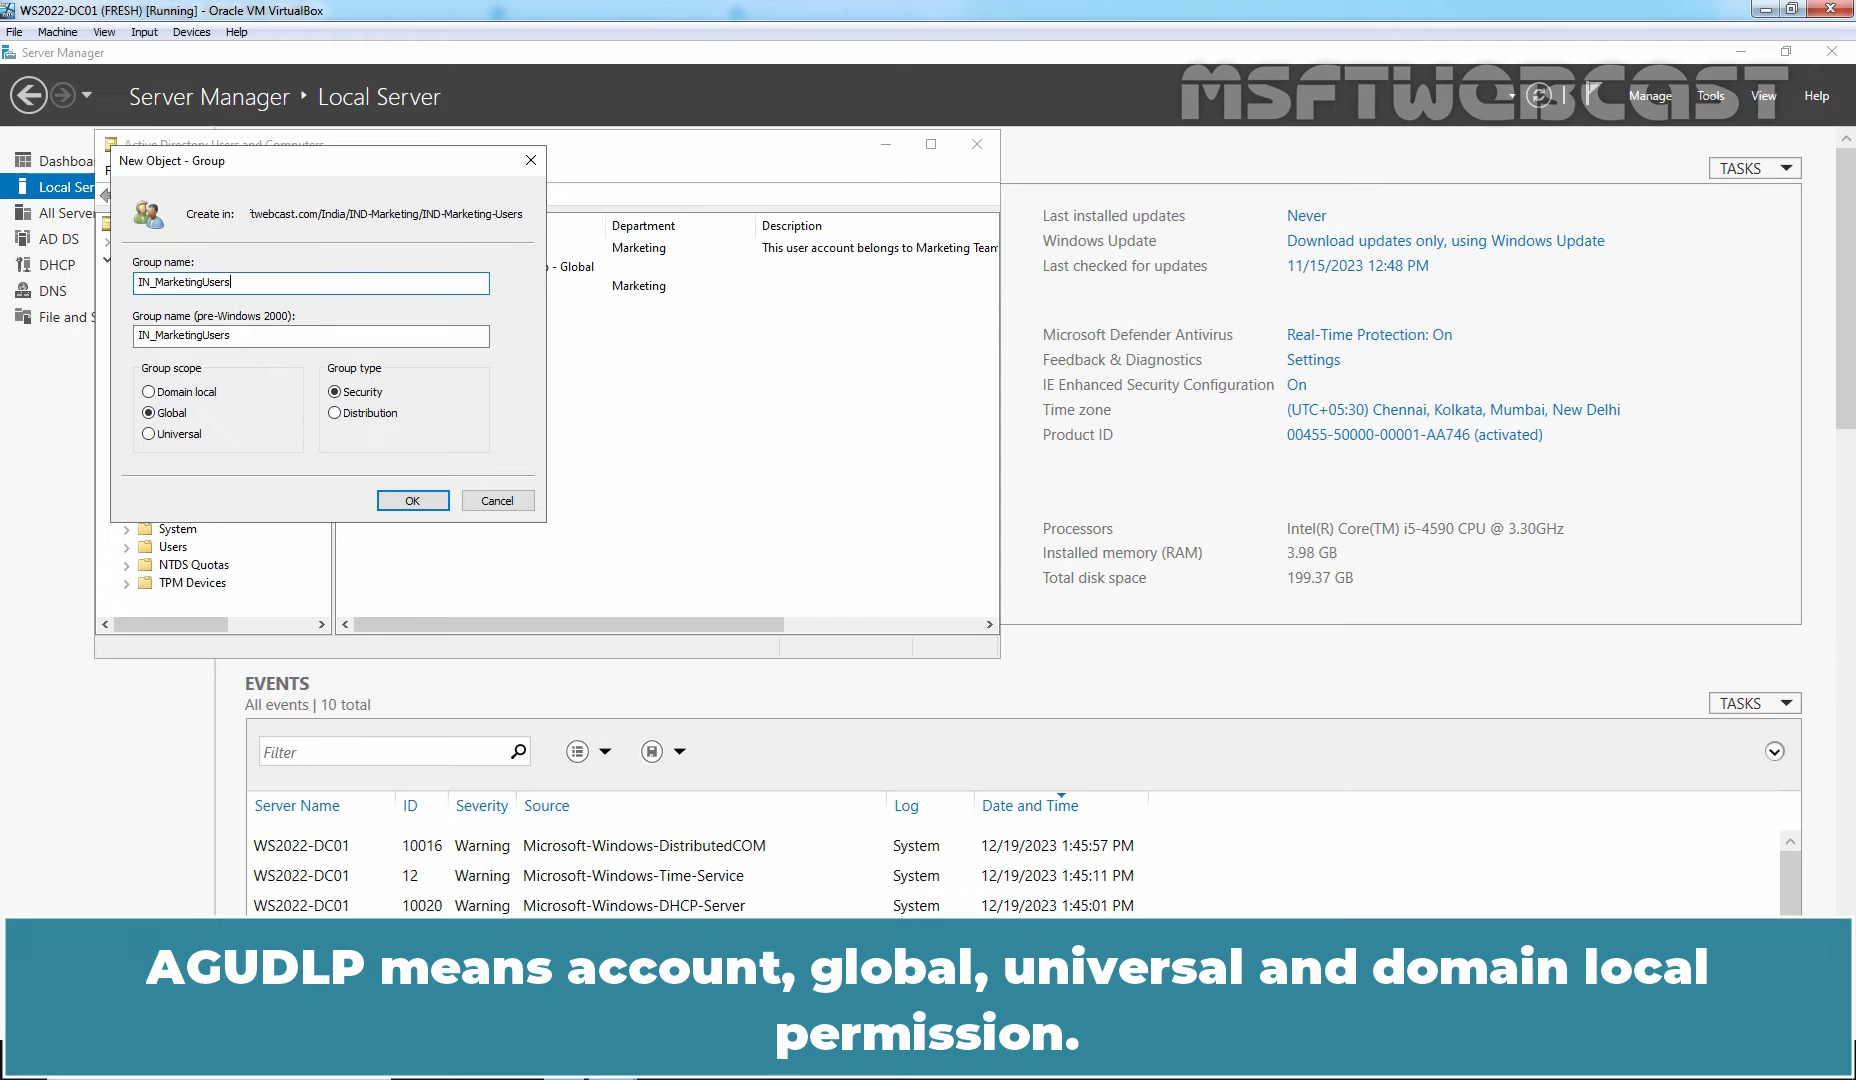 WS2022-DC01 (FRESH) [Running] - Oracle VM VirtualBox
File Machine View Input Devices Help
Server Manager
Server Manager ‣ Local Server
MSFTWEBCAST
Manage Tools View Help
Dashboa
Local Ser
All Server
AD DS
DHCP
DNS
File and S
Active Directory Users and Computers
New Object - Group
Create in: twebcast.com/India/IND-Marketing/IND-Marketing-Users
Group name:
IN_MarketingUsers
Group name (pre-Windows 2000):
IN_MarketingUsers
Group scope
Domain local
Global
Universal
Group type
Security
Distribution
OK Cancel
Department Description
Marketing This user account belongs to Marketing Team
- Global
Marketing
System
Users
NTDS Quotas
TPM Devices
TASKS
Last installed updates Never
Windows Update Download updates only, using Windows Update
Last checked for updates 11/15/2023 12:48 PM
Microsoft Defender Antivirus Real-Time Protection: On
Feedback & Diagnostics Settings
IE Enhanced Security Configuration On
Time zone (UTC+05:30) Chennai, Kolkata, Mumbai, New Delhi
Product ID 00455-50000-00001-AA746 (activated)
Processors Intel(R) Core(TM) i5-4590 CPU @ 3.30GHz
Installed memory (RAM) 3.98 GB
Total disk space 199.37 GB
EVENTS
All events | 10 total
TASKS
Filter
Server Name ID Severity Source Log Date and Time
WS2022-DC01 10016 Warning Microsoft-Windows-DistributedCOM System 12/19/2023 1:45:57 PM
WS2022-DC01 12 Warning Microsoft-Windows-Time-Service System 12/19/2023 1:45:11 PM
WS2022-DC01 10020 Warning Microsoft-Windows-DHCP-Server System 12/19/2023 1:45:01 PM
AGUDLP means account, global, universal and domain local
permission.